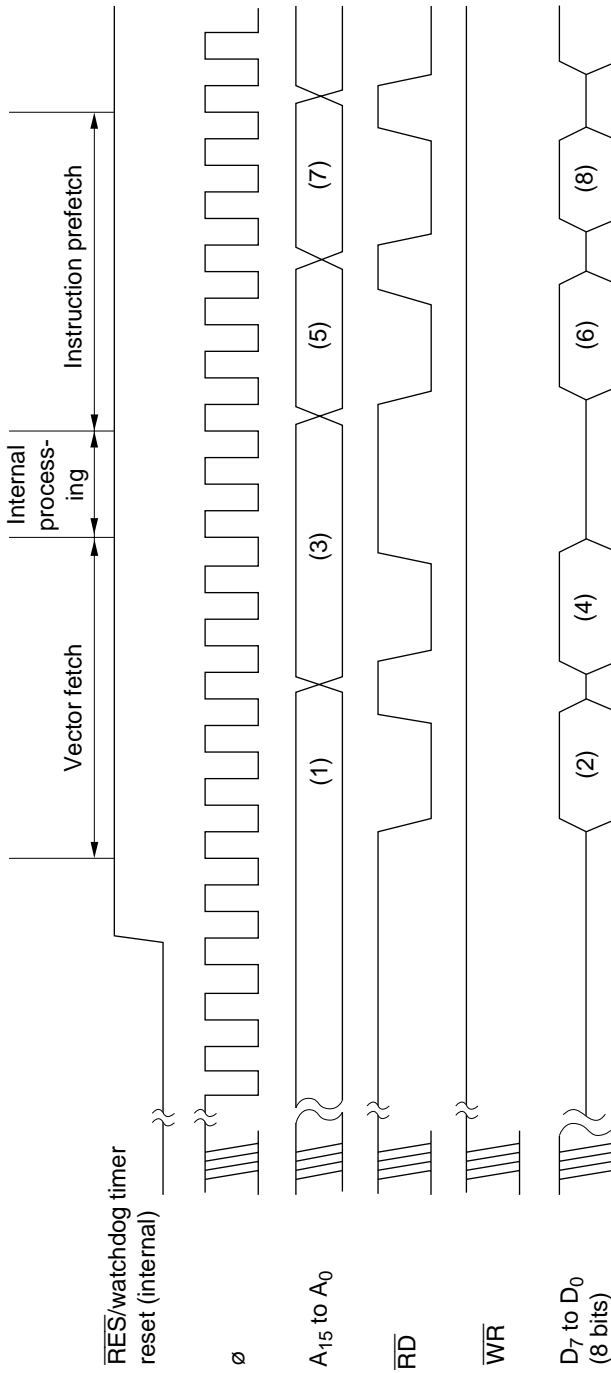 Vector fetch
Internal
process-
ing
Instruction prefetch
RES/watchdog timer
reset (internal)
ø
A15 to A0
(1)
(3)
(5)
(7)
RD
WR
D7 to D0
(8 bits)
(2)
(4)
(6)
(8)